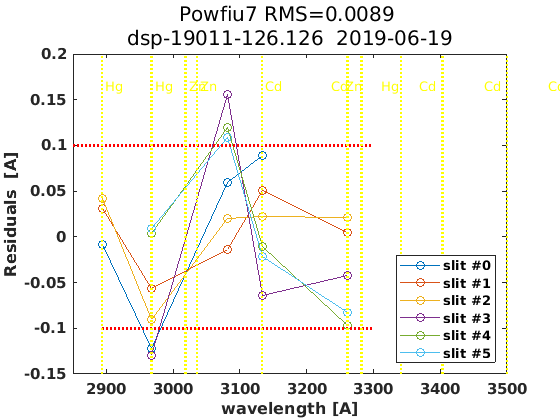 Powfiu7 RMS=0.0089
dsp-19011-126.126 2019-06-19
0.2
0.15
0.1
0.05
0
-0.05
-0.1
-0.15
Residuals [A]
Hg
Hg
Zn
Cd
Cd
Cd
slit #0
slit #1
slit #2
slit #3
slit #4
slit #5
2900
3000
3100
3200
3300
3400
3500
wavelength [A]